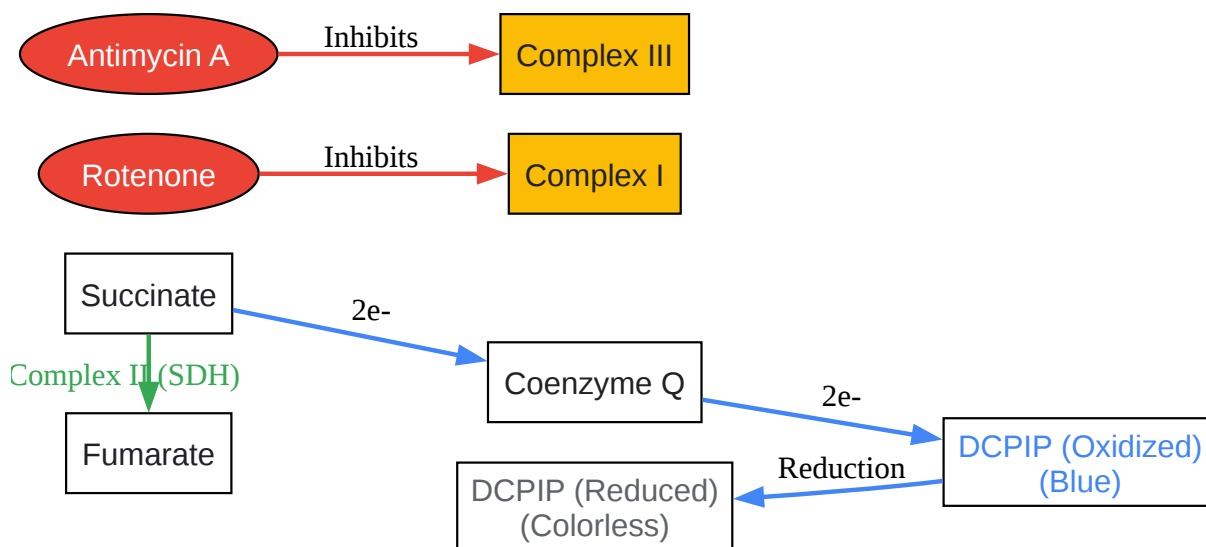 Antimycin A
Inhibits
Complex III
Rotenone
Inhibits
Complex I
Succinate
2e-
Complex II (SDH)
Coenzyme Q
2e-
Fumarate
DCPIP (Oxidized)
(Blue)
Reduction
DCPIP (Reduced)
(Colorless)